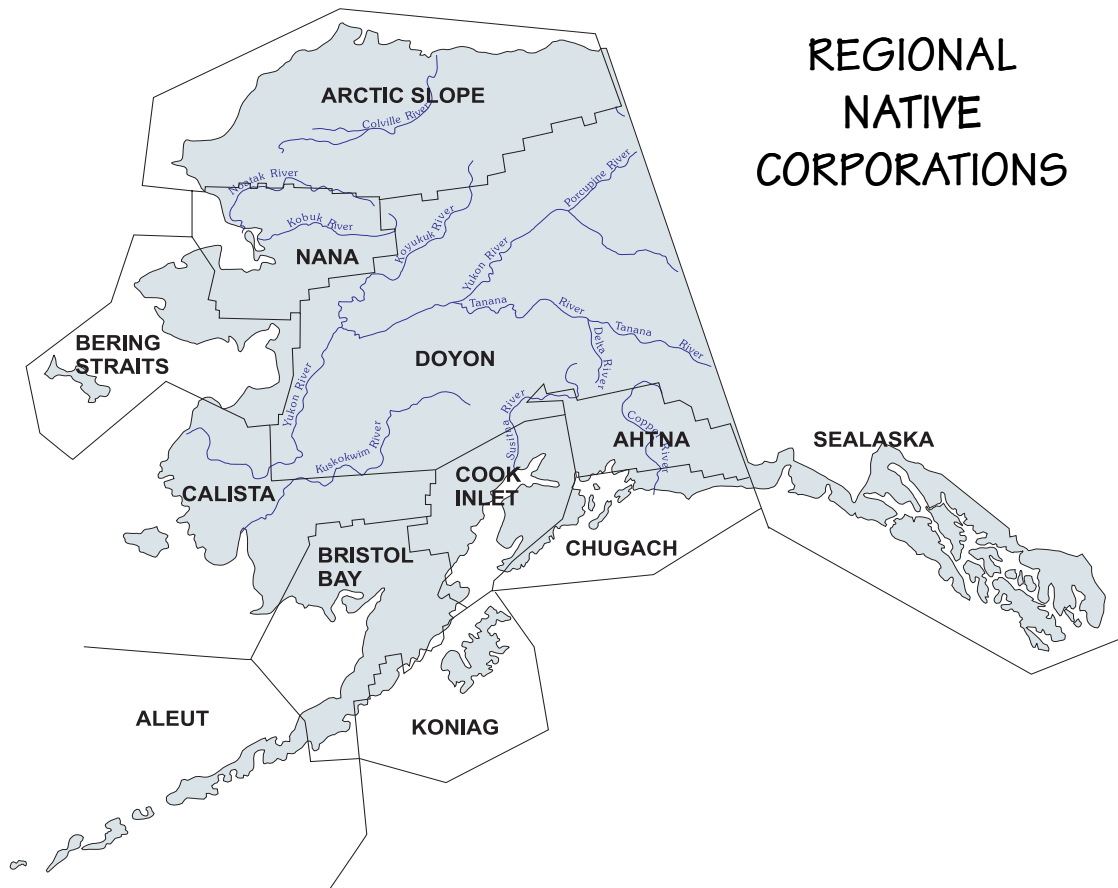 REGIONAL
NATIVE
CORPORATIONS
ARCTIC SLOPE
Colville River
Noatak River
Kobuk River
NANA
Koyukuk River
Porcupine River
Yukon River
Tanana
River
Tanana
River
Delta River
BERING
STRAITS
DOYON
Yukon River
Kuskokwim River
Susitna River
Copper River
AHTNA
SEALASKA
CALISTA
COOK
INLET
CHUGACH
BRISTOL
BAY
ALEUT
KONIAG